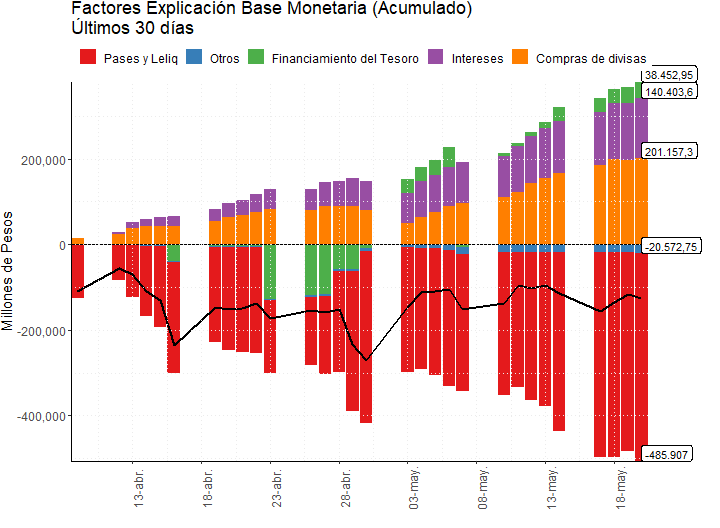 Factores Explicación Base Monetaria (Acumulado)
Últimos 30 días
Pases y Leliq
Otros
Financiamiento del Tesoro
Intereses
Compras de divisas
Millones de Pesos
200,000
0
-200,000
-400,000
38.452,95
140.403,6
201.157,3
-20.572,75
-485.907
13-abr.
18-abr.
23-abr.
28-abr.
03-may.
08-may.
13-may.
18-may.